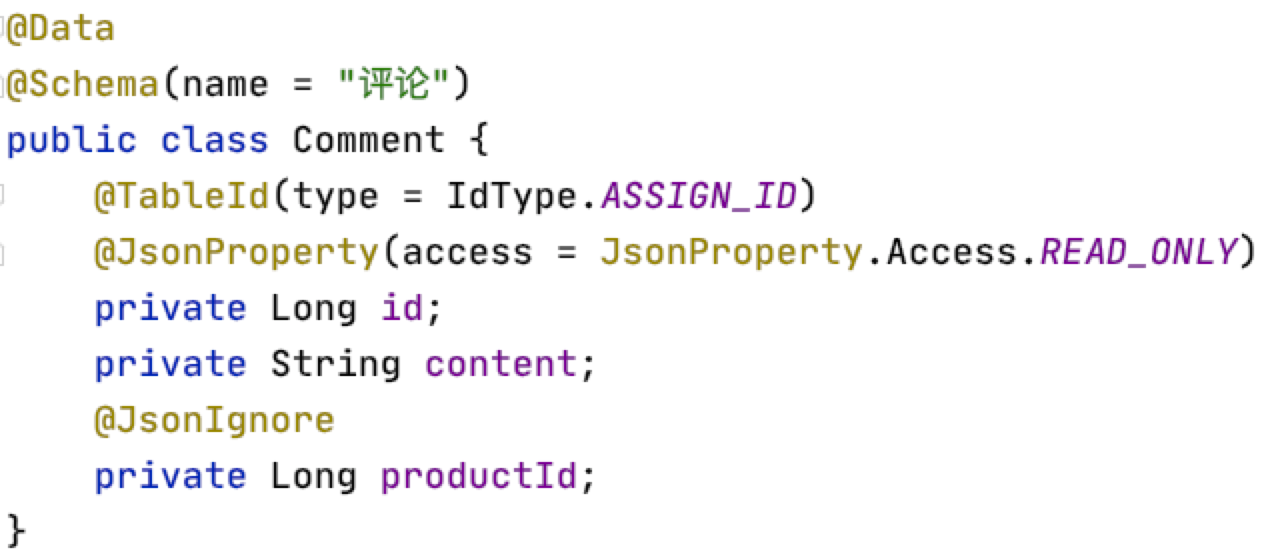 @Data
@Schema(name = "评论")
public class Comment {
    @TableId(type = IdType.ASSIGN_ID)
    @JsonProperty(access = JsonProperty.Access.READ_ONLY)
    private Long id;
    private String content;
    @JsonIgnore
    private Long productId;
}